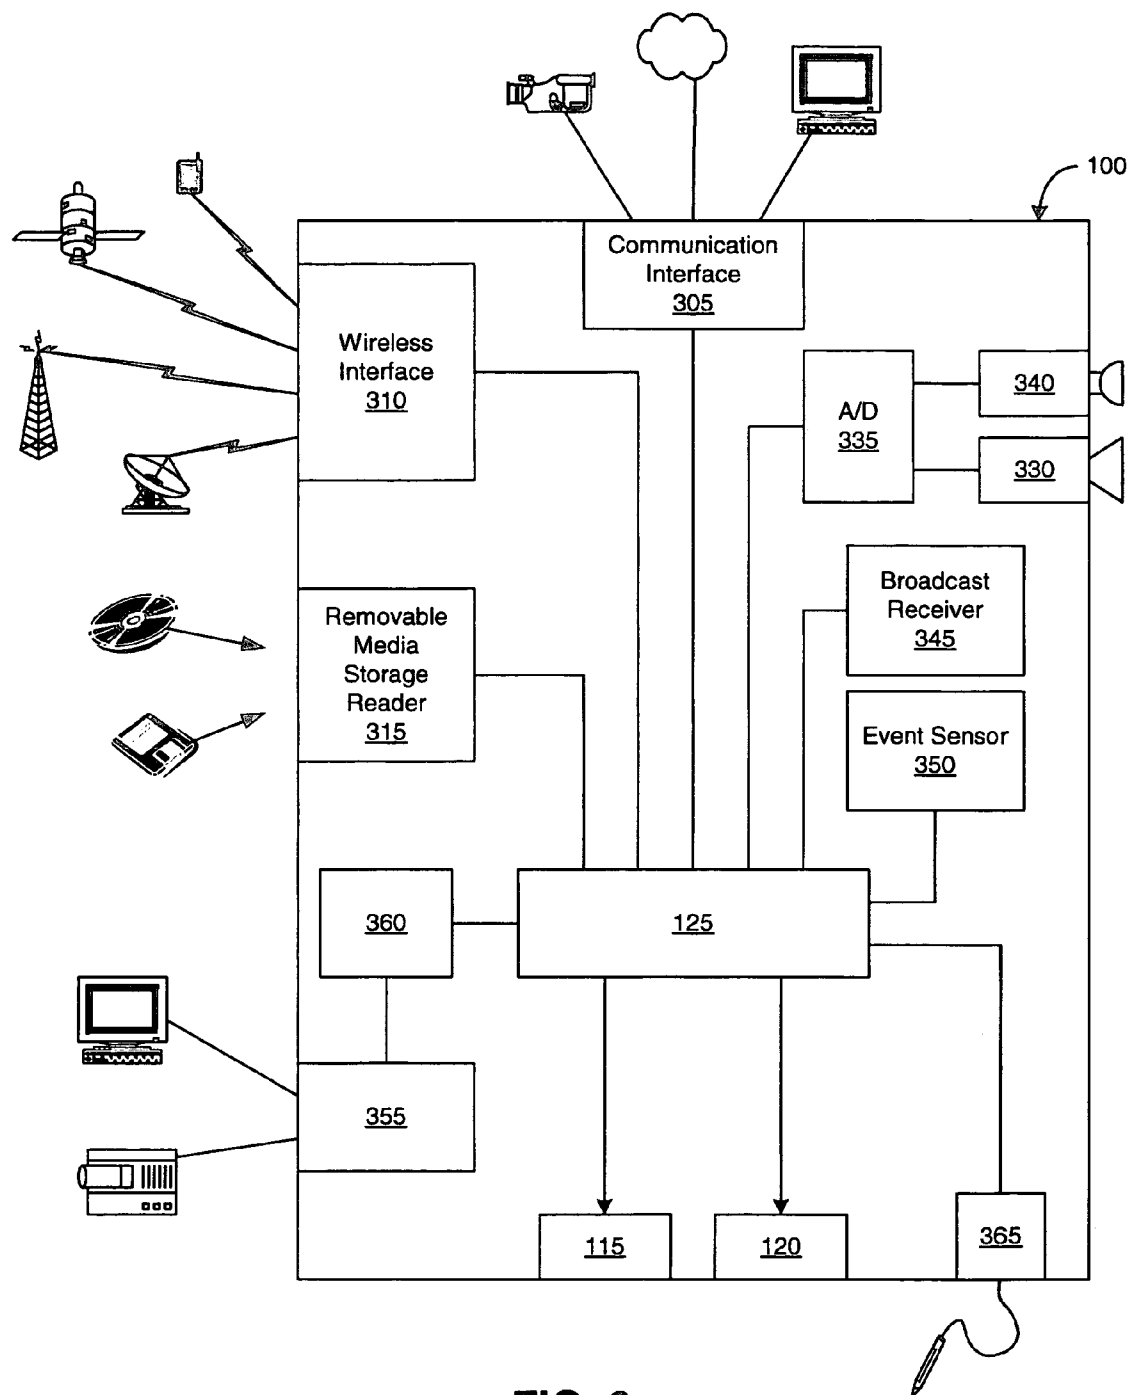 100
Communication
Interface
305
Wireless
Interface
310
340
A/D
335
330
Broadcast
Receiver
345
Removable
Media
Storage
Reader
315
Event Sensor
350
360
125
355
115
120
365